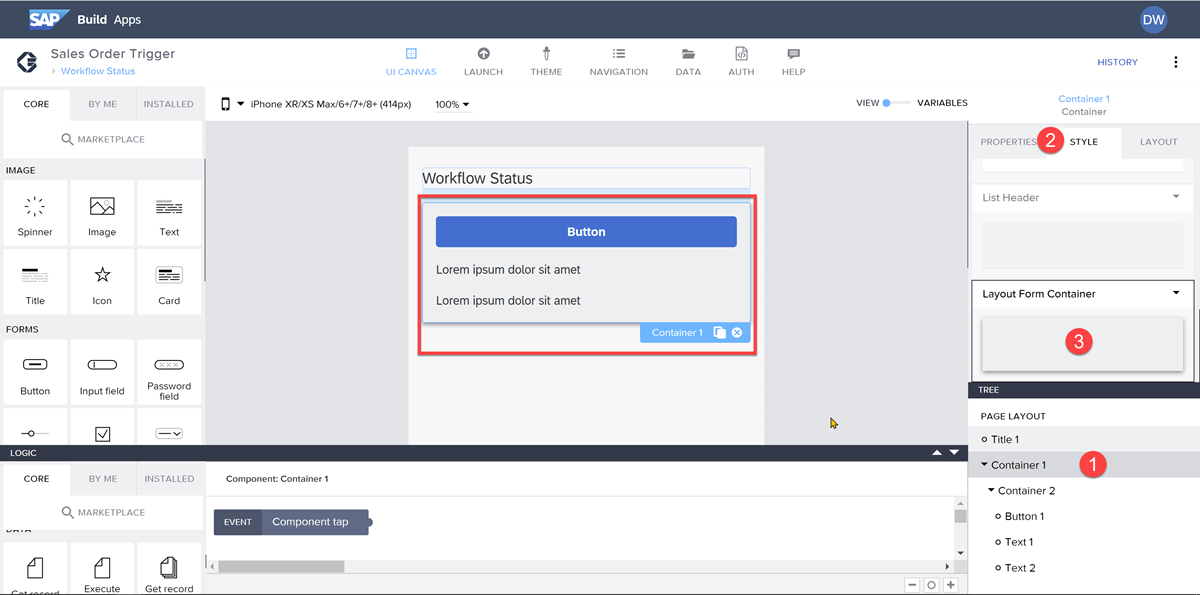 SAP Build Apps
DW
Sales Order Trigger
Workflow Status
UI CANVAS
LAUNCH
THEME
NAVIGATION
DATA
AUTH
HELP
HISTORY
CORE
BY ME
INSTALLED
iPhone XR/XS Max/6+/7+/8+ (414px)
100%
VIEW
VARIABLES
Container 1
Container
MARKETPLACE
PROPERTIES
2
STYLE
LAYOUT
IMAGE
Spinner
Image
Text
Title
Icon
Card
FORMS
Button
Input field
Password
field
Workflow Status
Button
Lorem ipsum dolor sit amet
Lorem ipsum dolor sit amet
Container 1
List Header
Layout Form Container
3
TREE
PAGE LAYOUT
Title 1
Container 1
1
Container 2
Button 1
Text 1
Text 2
LOGIC
CORE
BY ME
INSTALLED
Component: Container 1
MARKETPLACE
EVENT
Component tap
DATA
Get record
Execute
Get record